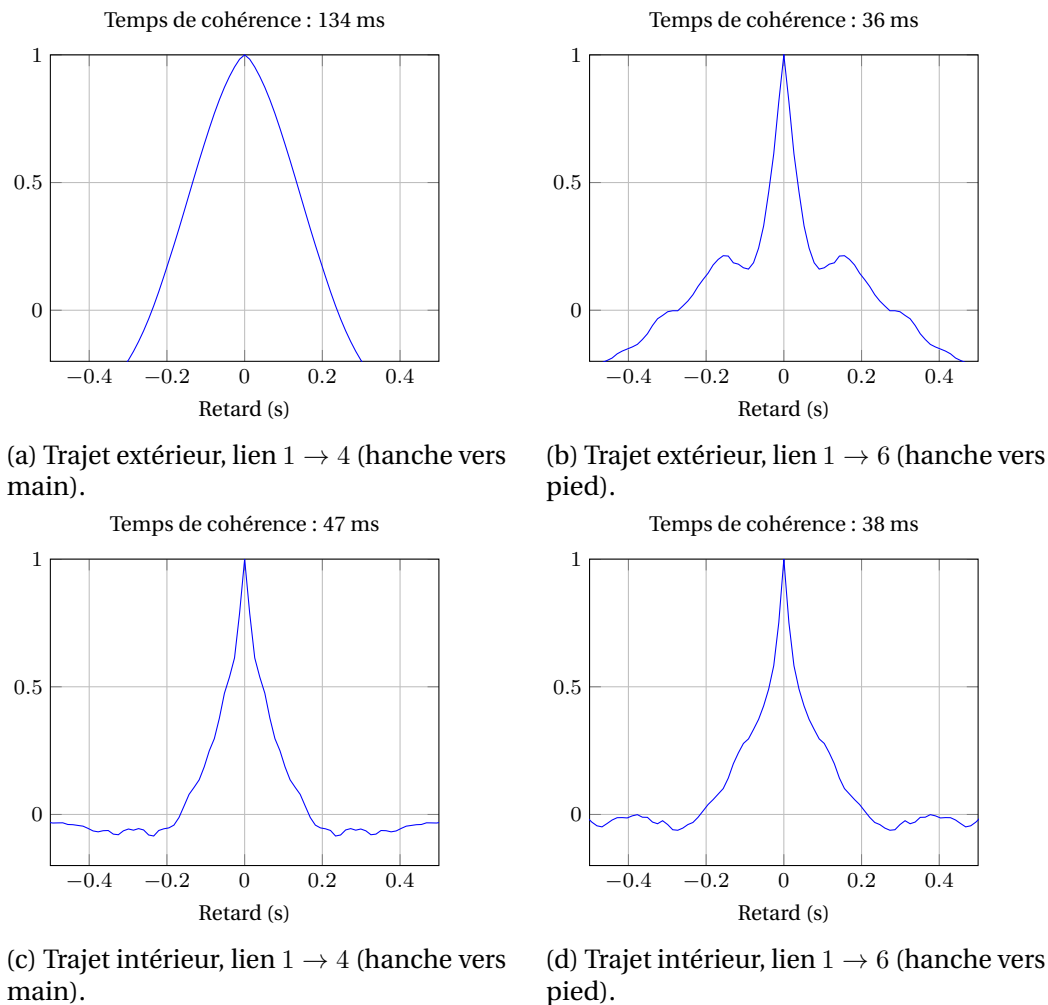 Temps de cohérence : 134 ms
1
0.5
0
−0.4 −0.2 0 0.2 0.4
Retard (s)
(a) Trajet extérieur, lien 1 → 4 (hanche vers
main).
Temps de cohérence : 36 ms
1
0.5
0
−0.4 −0.2 0 0.2 0.4
Retard (s)
(b) Trajet extérieur, lien 1 → 6 (hanche vers
pied).
Temps de cohérence : 47 ms
1
0.5
0
−0.4 −0.2 0 0.2 0.4
Retard (s)
(c) Trajet intérieur, lien 1 → 4 (hanche vers
main).
Temps de cohérence : 38 ms
1
0.5
0
−0.4 −0.2 0 0.2 0.4
Retard (s)
(d) Trajet intérieur, lien 1 → 6 (hanche vers
pied).